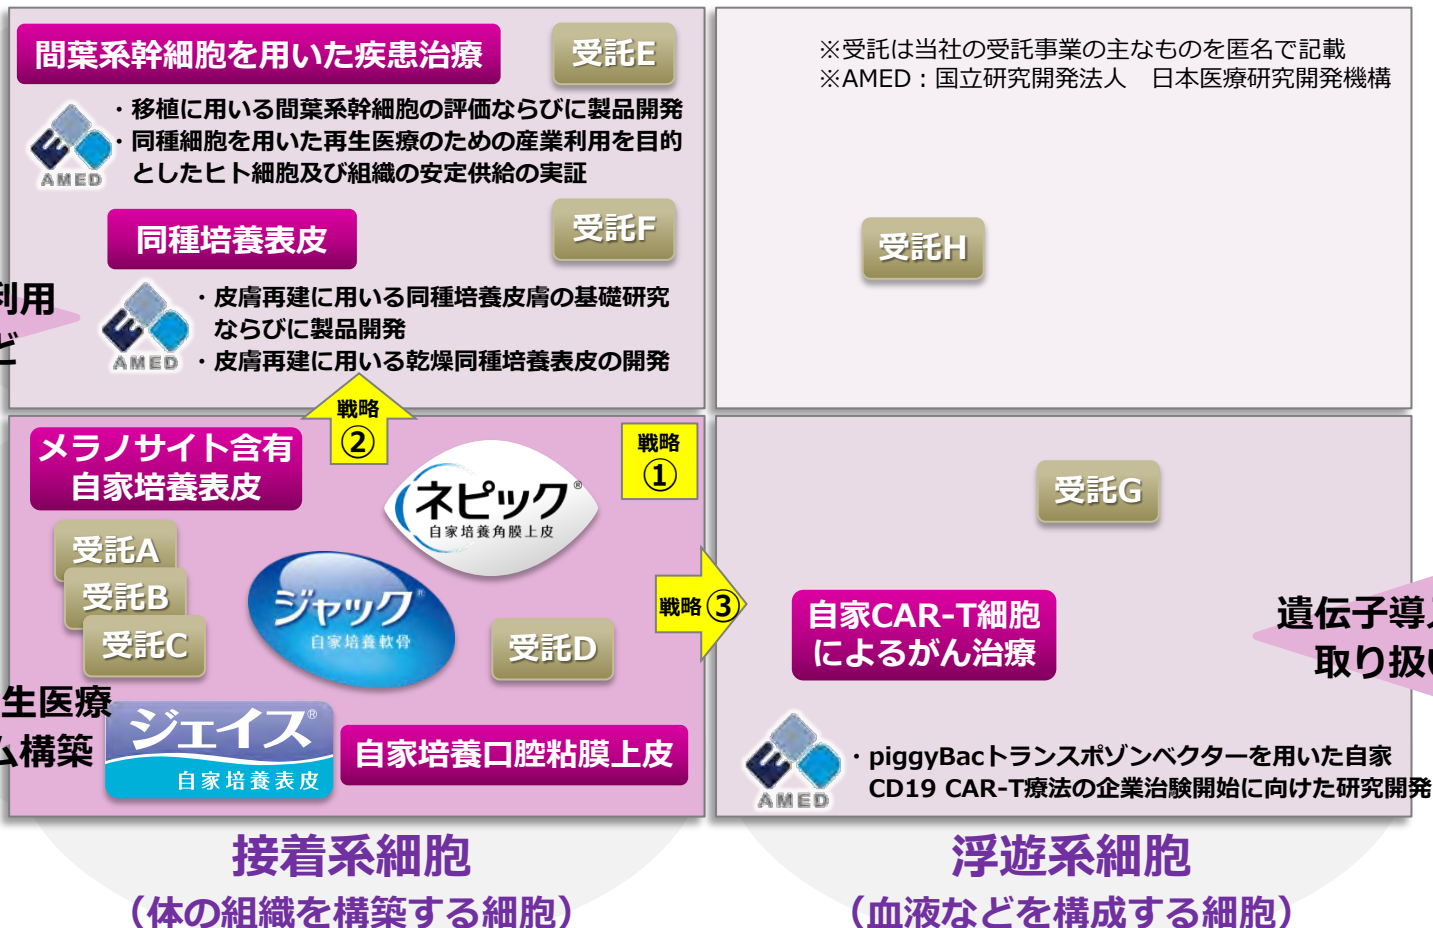 間葉系幹細胞を用いた疾患治療
受託E
・移植に用いる間葉系幹細胞の評価ならびに製品開発
・同種細胞を用いた再生医療のための産業利用を目的
としたヒト細胞及び組織の安定供給の実証
AMED
同種培養表皮
受託F
・皮膚再建に用いる同種培養皮膚の基礎研究
ならびに製品開発
・皮膚再建に用いる乾燥同種培養表皮の開発
AMED
利用
ど
※受託は当社の受託事業の主なものを匿名で記載
※AMED:国立研究開発法人 日本医療研究開発機構
受託H
戦略
②
戦略
①
メラノサイト含有
自家培養表皮
ネピック®
自家培養角膜上皮
受託A
受託B
受託C
ジャック®
自家培養軟骨
受託D
戦略③
生医療
ム構築
ジェイス®
自家培養表皮
自家培養口腔粘膜上皮
受託G
自家CAR-T細胞
によるがん治療
遺伝子導入
取り扱い
AMED
・piggyBacトランスポゾンベクターを用いた自家
CD19 CAR-T療法の企業治験開始に向けた研究開発
接着系細胞
(体の組織を構築する細胞)
浮遊系細胞
(血液などを構成する細胞)